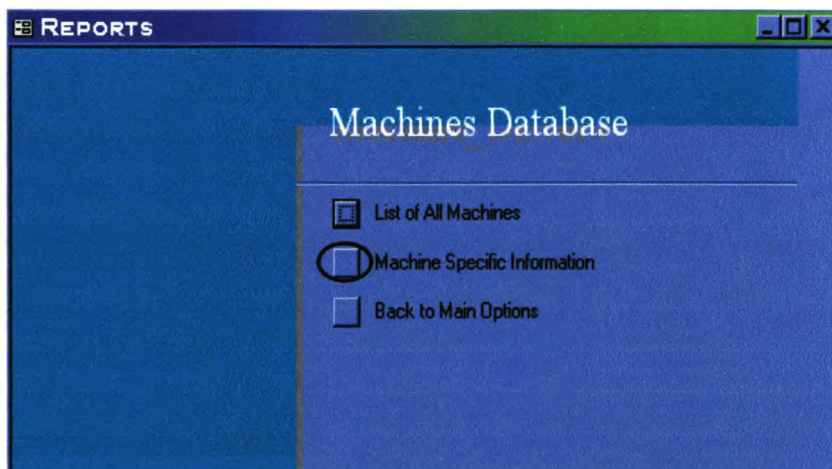 REPORTS
Machines Database
List of All Machines
Machine Specific Information
Back to Main Options